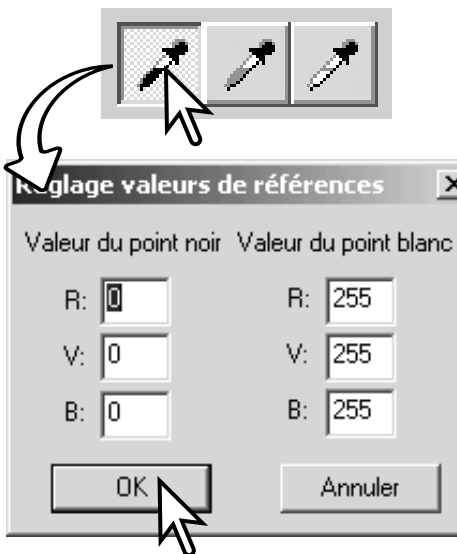 Réglage valeurs de références
Valeur du point noir Valeur du point blanc
R: 0 R: 255
V: 0 V: 255
B: 0 B: 255
OK Annuler